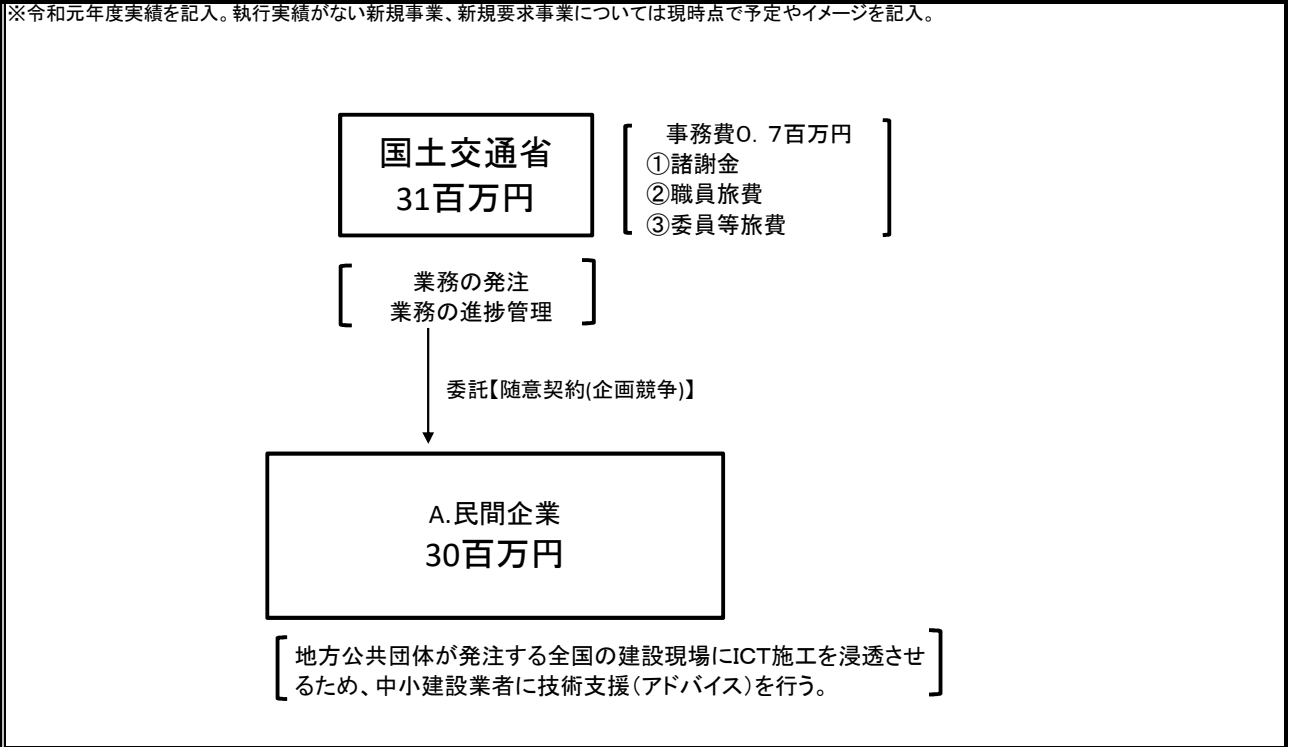 ※令和元年度実績を記入。執行実績がない新規事業、新規要求事業については現時点で予定やイメージを記入。
国土交通省
31百万円
事務費0．7百万円
①諸謝金
②職員旅費
③委員等旅費
業務の発注
業務の進捗管理
委託【随意契約(企画競争)】
A.民間企業
30百万円
地方公共団体が発注する全国の建設現場にICT施工を浸透させ
るため、中小建設業者に技術支援（アドバイス）を行う。